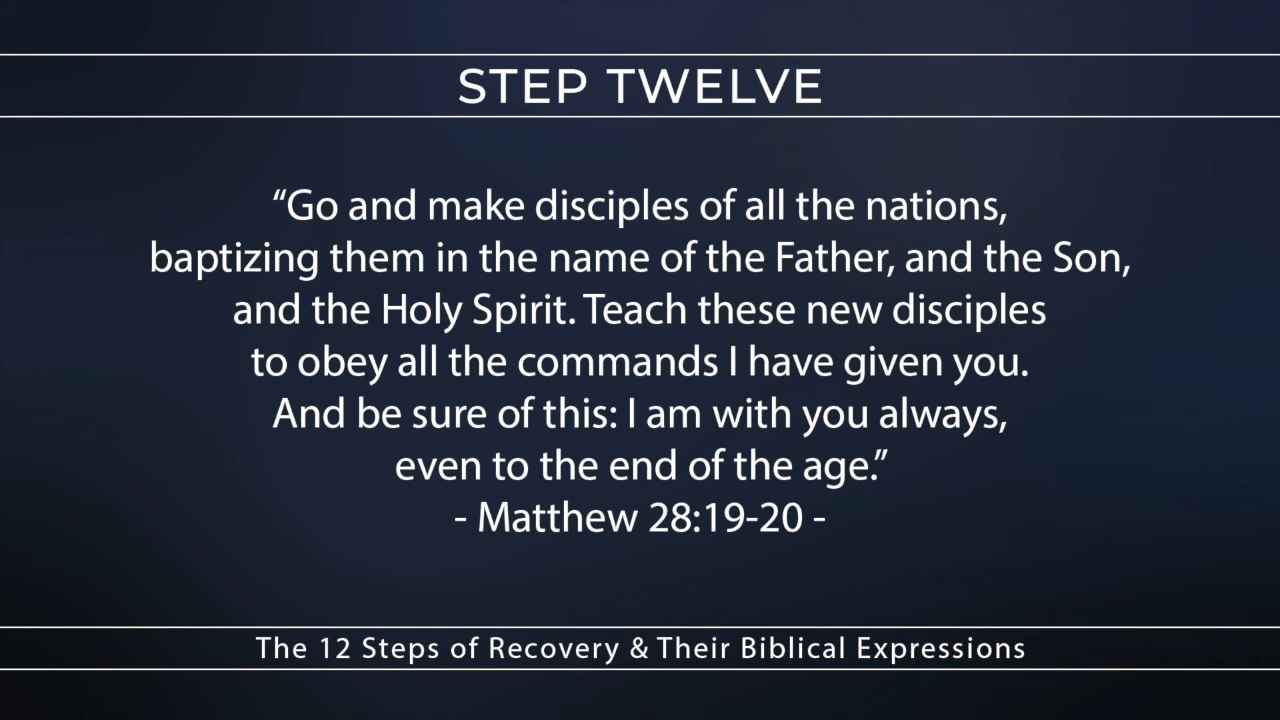 STEP TWELVE
“Go and make disciples of all the nations,
baptizing them in the name of the Father, and the Son,
and the Holy Spirit. Teach these new disciples
to obey all the commands I have given you.
And be sure of this: I am with you always,
even to the end of the age.”
- Matthew 28:19-20 -
The 12 Steps of Recovery & Their Biblical Expressions